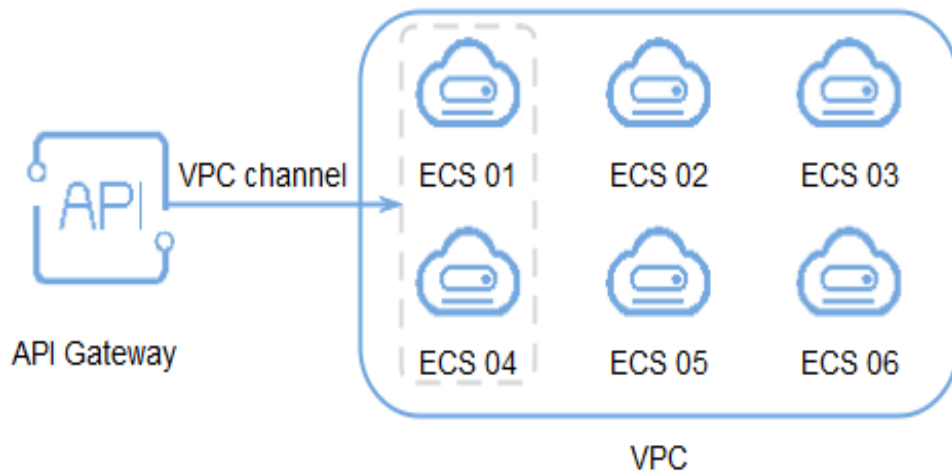 API
VPC channel
API Gateway
ECS 01
ECS 02
ECS 03
ECS 04
ECS 05
ECS 06
VPC